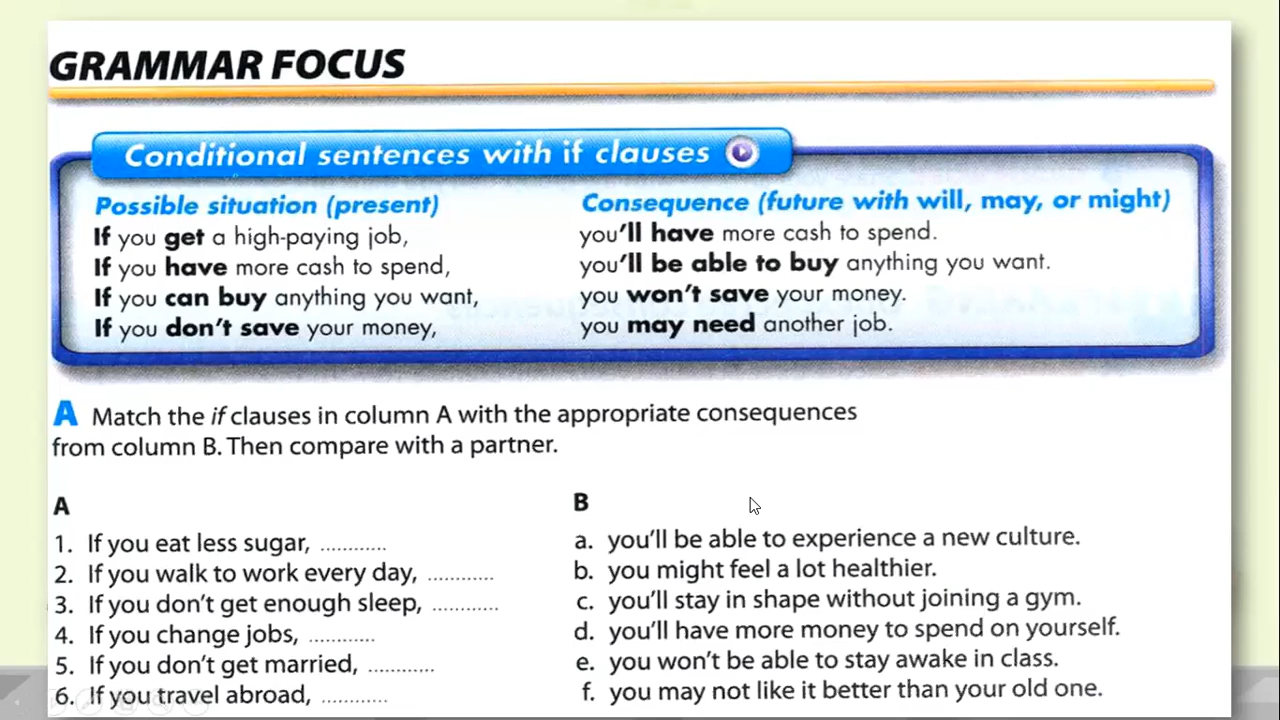 GRAMMAR FOCUS
Conditional sentences with if clauses
Possible situation (present)
If you get a high-paying job,
If you have more cash to spend,
If you can buy anything you want,
If you don't save your money,
Consequence (future with will, may, or might)
you'll have more cash to spend.
you'll be able to buy anything you want.
you won't save your money.
you may need another job.
A Match the if clauses in column A with the appropriate consequences
from column B. Then compare with a partner.
A
1. If you eat less sugar, ............
2. If you walk to work every day, ............
3. If you don't get enough sleep, ............
4. If you change jobs, ............
5. If you don't get married, ............
6. If you travel abroad, ............
B
a. you'll be able to experience a new culture.
b. you might feel a lot healthier.
c. you'll stay in shape without joining a gym.
d. you'll have more money to spend on yourself.
e. you won't be able to stay awake in class.
f. you may not like it better than your old one.